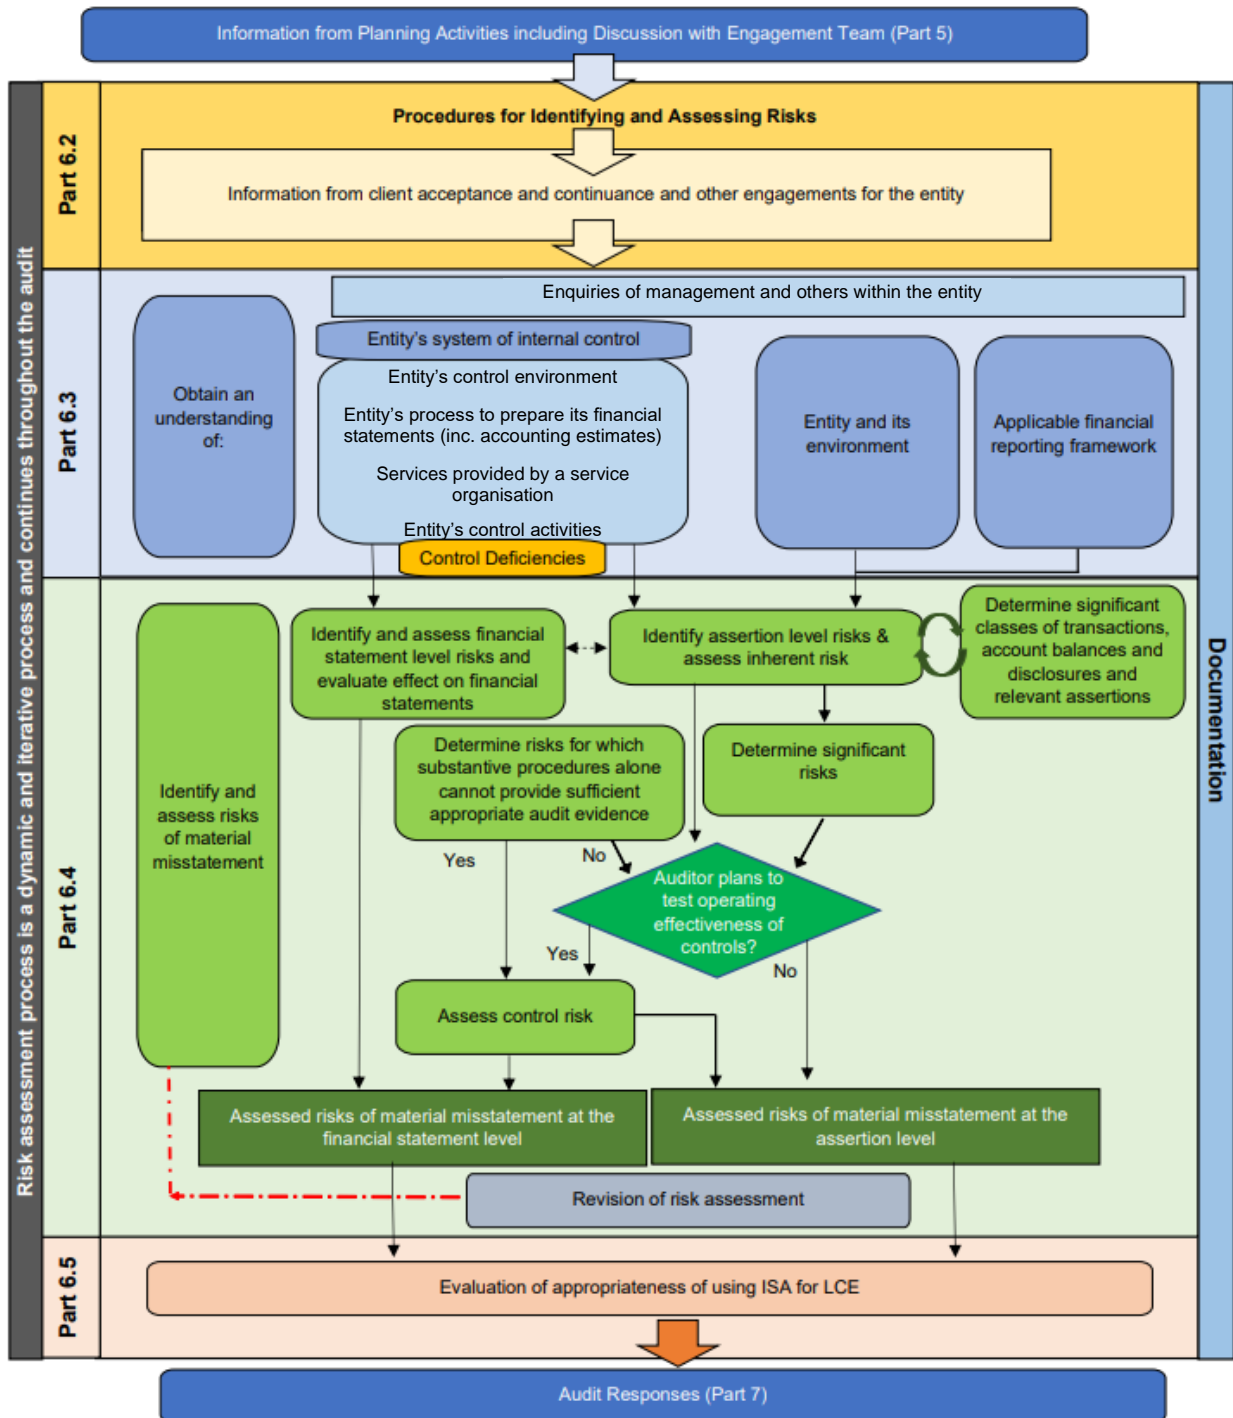 Information from Planning Activities including Discussion with Engagement Team (Part 5)
Risk assessment process is a dynamic and iterative process and continues throughout the audit
Documentation
Part 6.2
Procedures for Identifying and Assessing Risks
Information from client acceptance and continuance and other engagements for the entity
Part 6.3
Enquiries of management and others within the entity
Obtain an
understanding
of:
Entity's system of internal control
Entity's control environment
Entity's process to prepare its financial
statements (inc. accounting estimates)
Services provided by a service
organisation
Entity's control activities
Control Deficiencies
Entity and its
environment
Applicable financial
reporting framework
Part 6.4
Identify and
assess risks
of material
misstatement
Identify and assess financial
statement level risks and
evaluate effect on financial
statements
Identify assertion level risks &
assess inherent risk
Determine significant
classes of transactions,
account balances and
disclosures and
relevant assertions
Determine risks for which
substantive procedures alone
cannot provide sufficient
appropriate audit evidence
Determine significant
risks
Yes
No
Auditor plans to
test operating
effectiveness of
controls?
Yes
No
Assess control risk
Assessed risks of material misstatement at the
financial statement level
Assessed risks of material misstatement at the
assertion level
Revision of risk assessment
Part 6.5
Evaluation of appropriateness of using ISA for LCE
Audit Responses (Part 7)